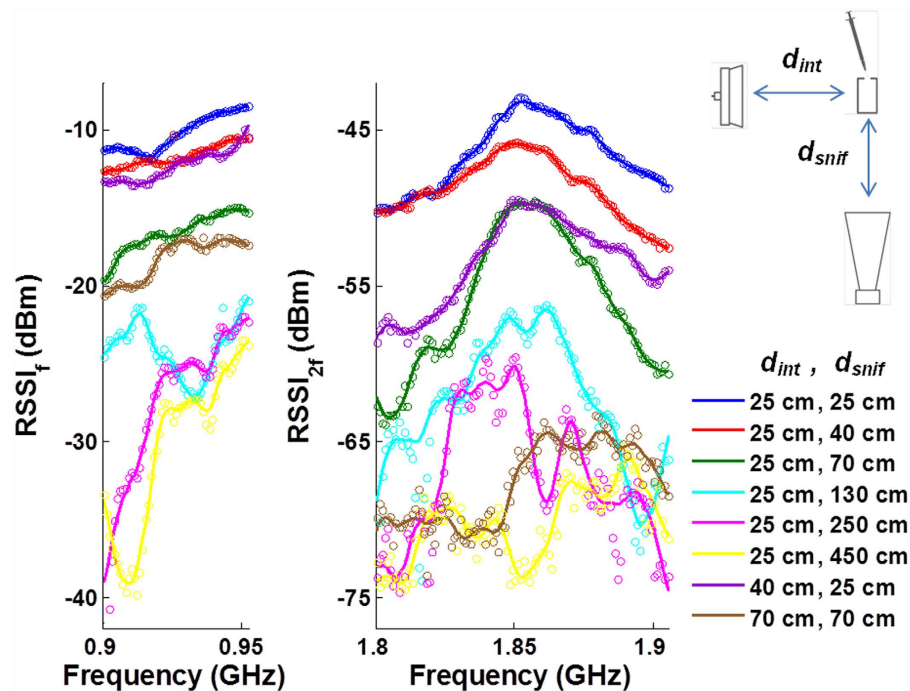 RSSI_f (dBm)
-10
-20
-30
-40
0.9 0.95
Frequency (GHz)
RSSI_2f (dBm)
-45
-55
-65
-75
1.8 1.85 1.9
Frequency (GHz)
d_int
d_snif
d_int , d_snif
25 cm, 25 cm
25 cm, 40 cm
25 cm, 70 cm
25 cm, 130 cm
25 cm, 250 cm
25 cm, 450 cm
40 cm, 25 cm
70 cm, 70 cm